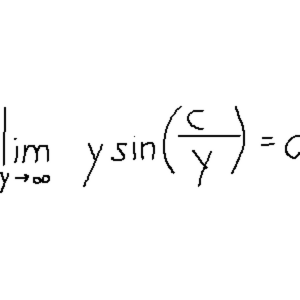 lim y→∞ y sin(c/y) = c